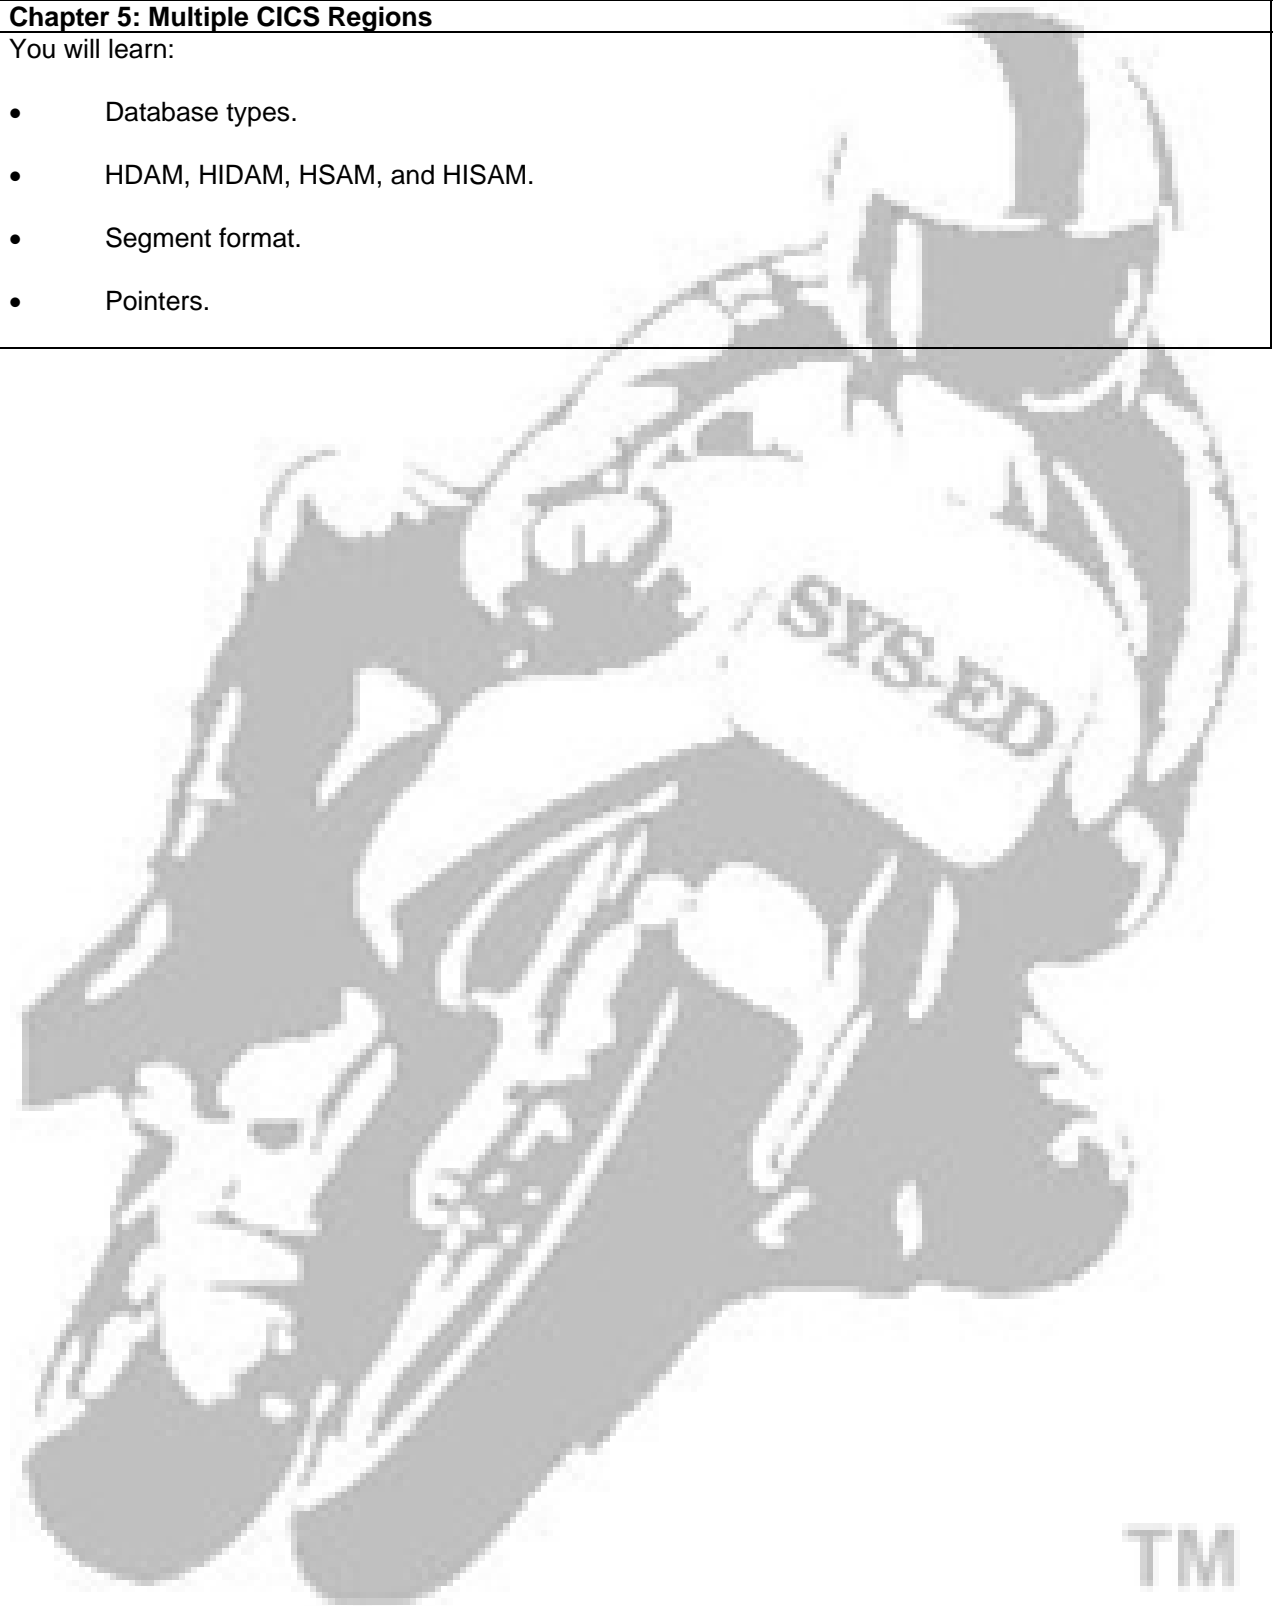 Chapter 5: Multiple CICS Regions
You will learn:
• Database types.
• HDAM, HIDAM, HSAM, and HISAM.
• Segment format.
• Pointers.
SYS-ED
TM